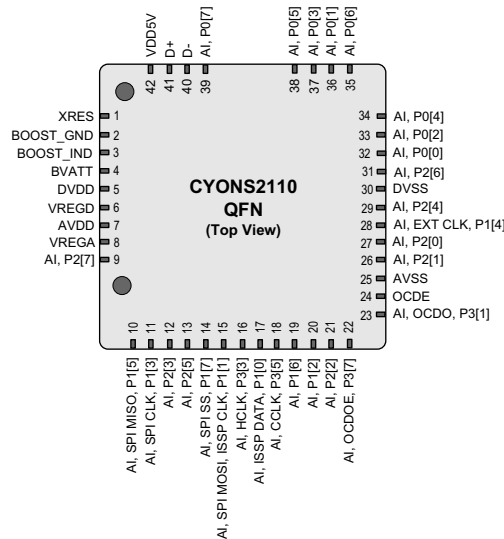 VDD5V
D+
D-
AI, P0[7]
AI, P0[5]
AI, P0[3]
AI, P0[1]
AI, P0[6]
42
41
40
39
38
37
36
35
XRES 1
BOOST_GND 2
BOOST_IND 3
BVATT 4
DVDD 5
VREGD 6
AVDD 7
VREGA 8
AI, P2[7] 9
CYONS2110
QFN
(Top View)
34 AI, P0[4]
33 AI, P0[2]
32 AI, P0[0]
31 AI, P2[6]
30 DVSS
29 AI, P2[4]
28 AI, EXT CLK, P1[4]
27 AI, P2[0]
26 AI, P2[1]
25 AVSS
24 OCDE
23 AI, OCDO, P3[1]
10
11
12
13
14
15
16
17
18
19
20
21
22
AI, SPI MISO, P1[5]
AI, SPI CLK, P1[3]
AI, P2[3]
AI, P2[5]
AI, SPI SS, P1[7]
AI, SPI MOSI, ISSP CLK, P1[1]
AI, HCLK, P3[3]
AI, ISSP DATA, P1[0]
AI, CCLK, P3[5]
AI, P1[6]
AI, P1[2]
AI, P2[2]
AI, OCDOE, P3[7]